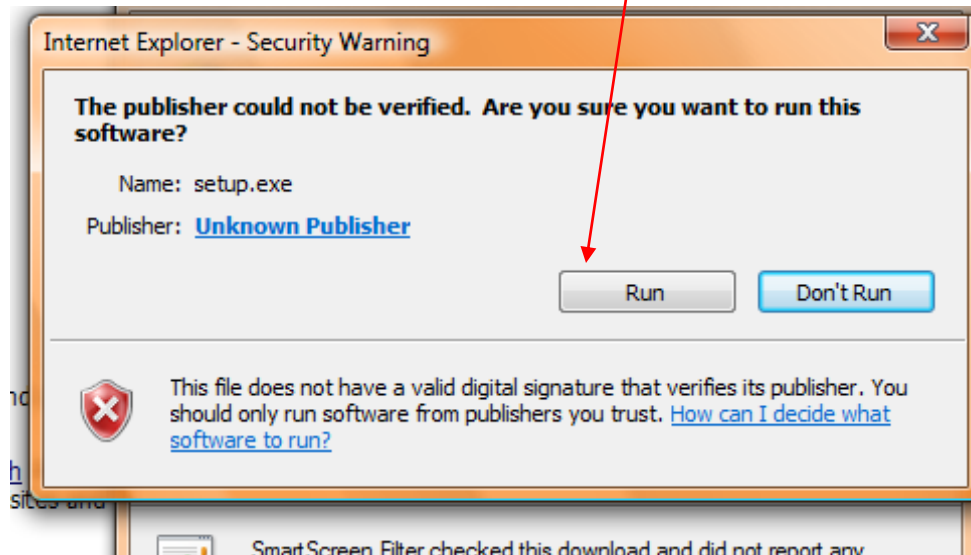 Internet Explorer - Security Warning
The publisher could not be verified.  Are you sure you want to run this
software?
Name: setup.exe
Publisher: Unknown Publisher
Run
Don't Run
This file does not have a valid digital signature that verifies its publisher. You
should only run software from publishers you trust. How can I decide what
software to run?
h
sites and
SmartScreen Filter checked this download and did not report any